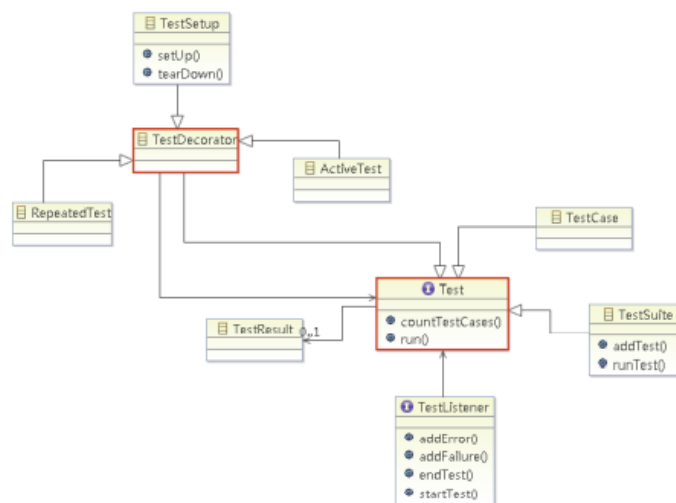 TestSetup
setUp()
tearDown()
TestDecorator
ActiveTest
RepeatedTest
TestCase
Test
countTestCases()
run()
TestResult
0..1
TestSuite
addTest()
runTest()
TestListener
addError()
addFailure()
endTest()
startTest()